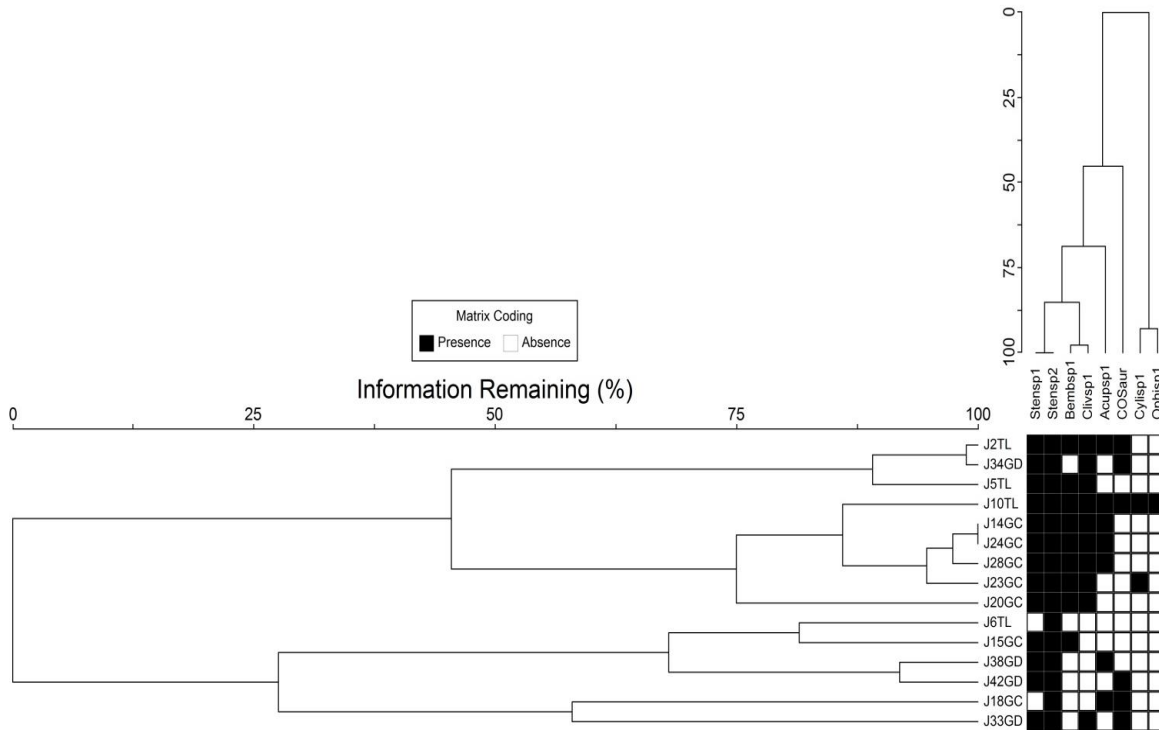 0
25
50
75
100
Stensp1
Stensp2
Bembsp1
Clivsp1
Acupsp1
COSaur
Cylisp1
Ophisp1
Matrix Coding
Presence Absence
Information Remaining (%)
0 25 50 75 100
J2TL
J34GD
J5TL
J10TL
J14GC
J24GC
J28GC
J23GC
J20GC
J6TL
J15GC
J38GD
J42GD
J18GC
J33GD